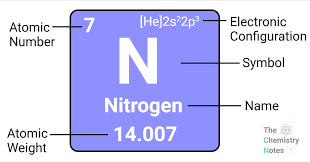 Atomic
Number
7
[He]2s²2p³
Electronic
Configuration
N
Symbol
Nitrogen
Name
Atomic
Weight
14.007
The
Chemistry
Notes